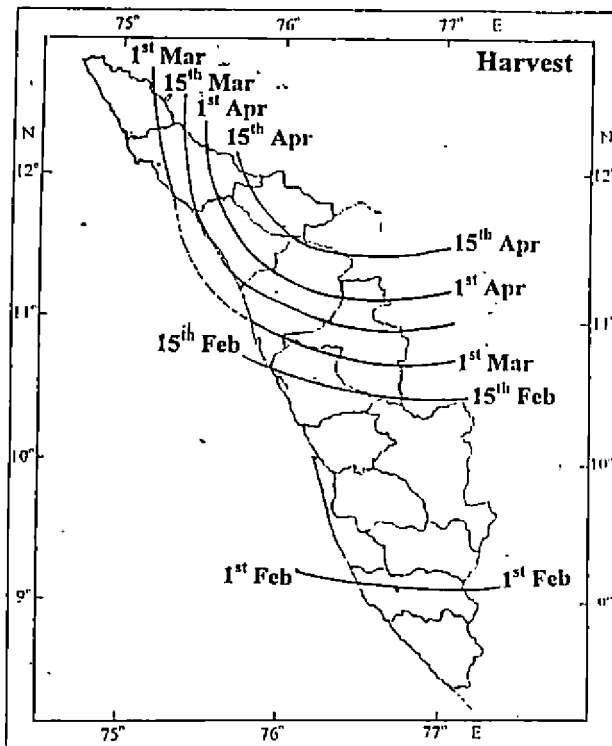 75° 76° 77° E
1st Mar
15th Mar
1st Apr
15th Apr
Harvest
N
N
12°
12°
15th Apr
1st Apr
11°
11°
15th Feb
1st Mar
15th Feb
10°
10°
1st Feb
1st Feb
9°
75° 76° 77° E